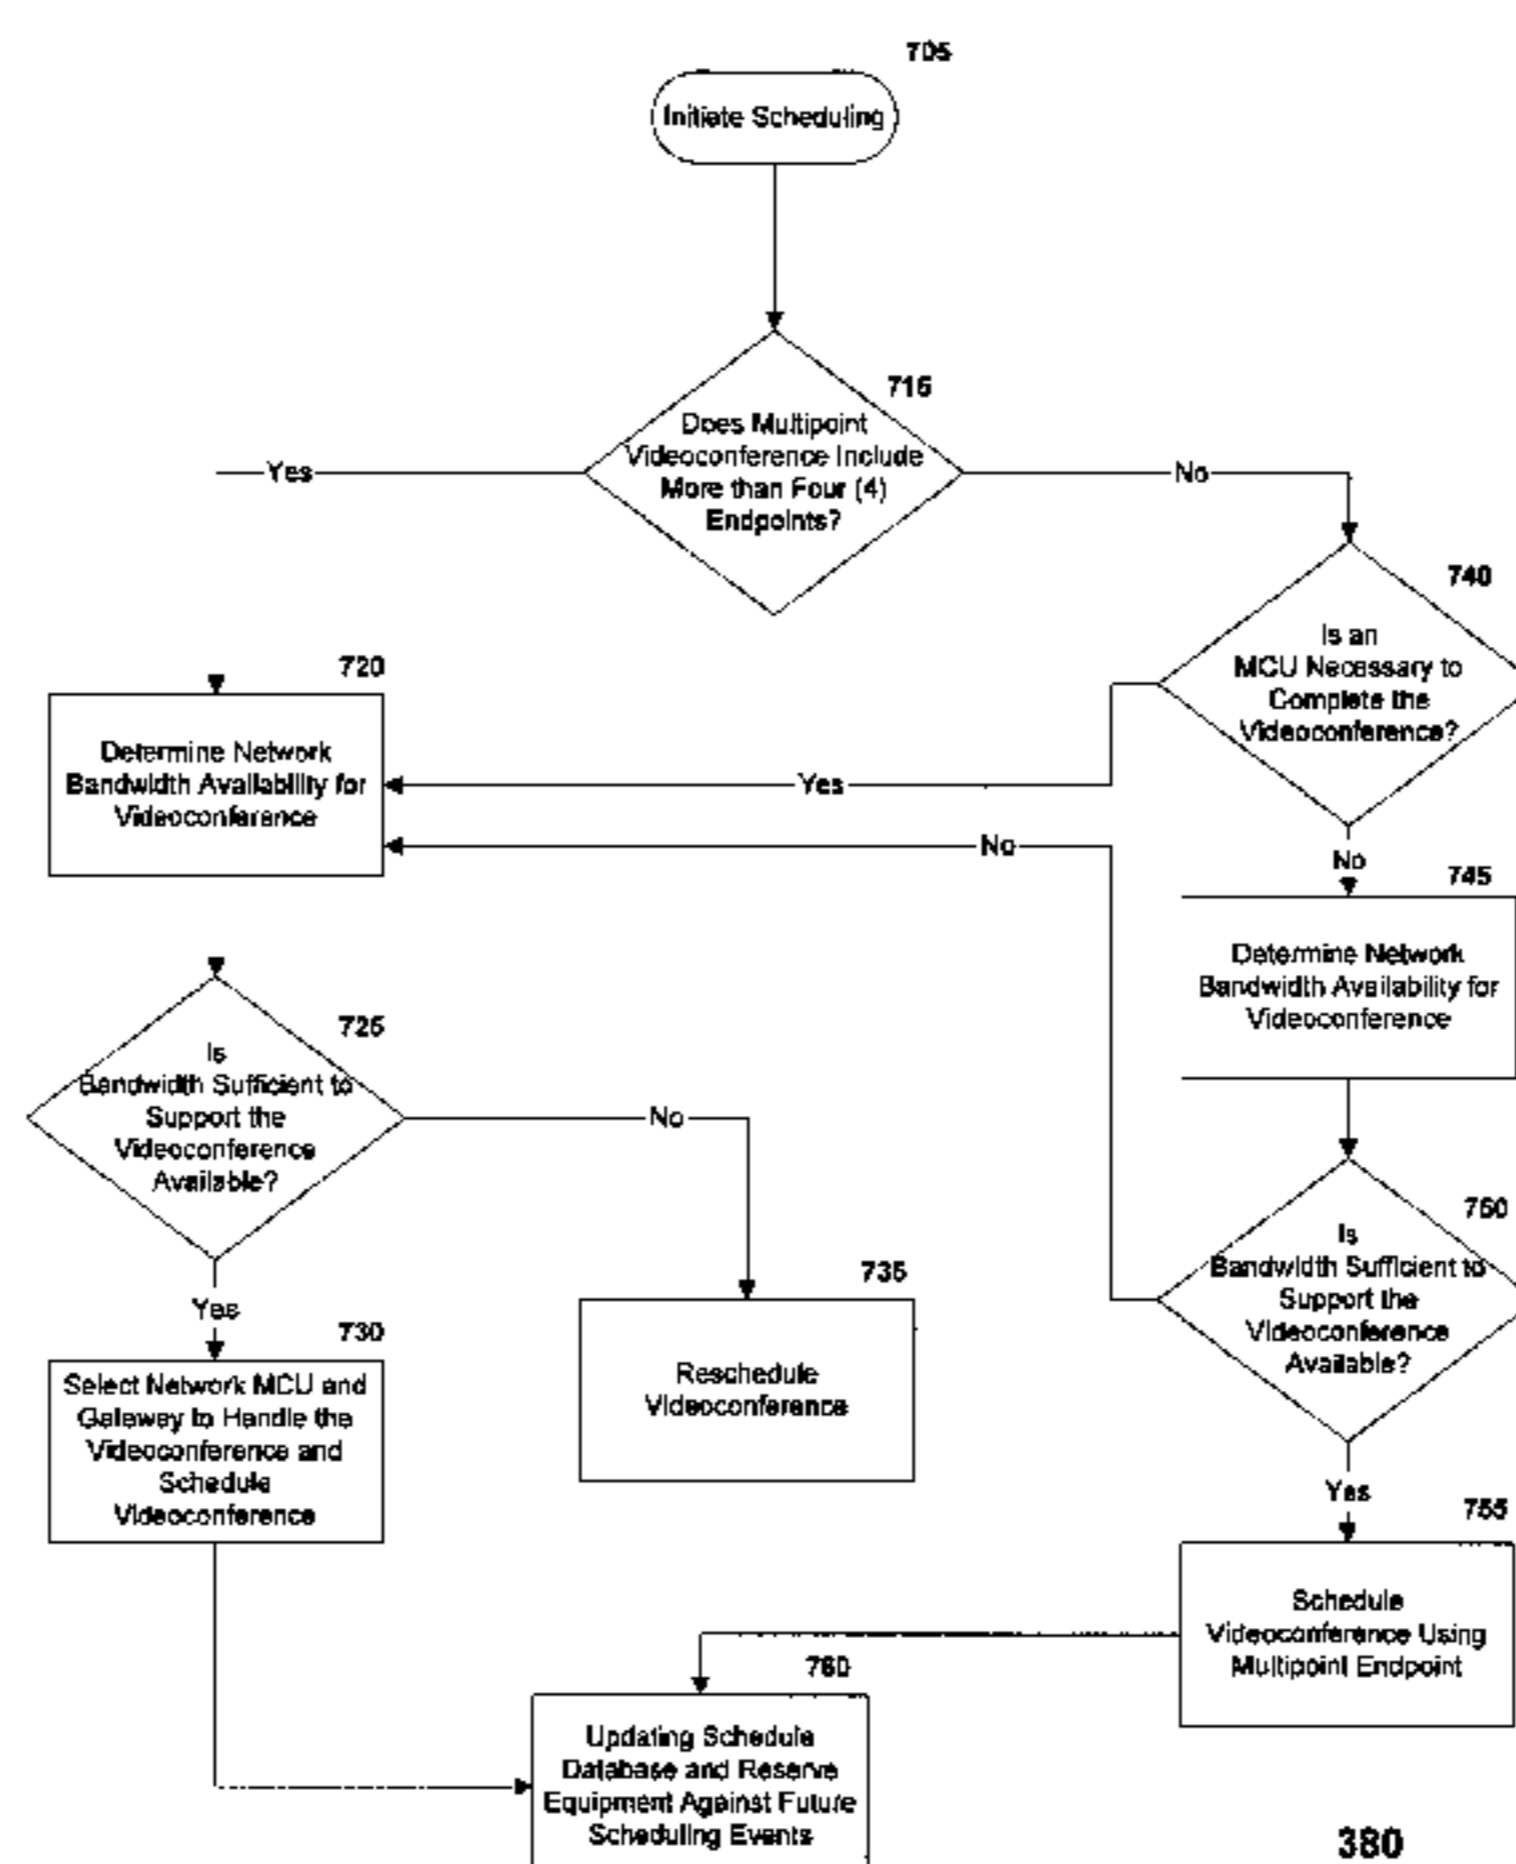 705
Initiate Scheduling
715
Does Multipoint
Videoconference Include
More than Four (4)
Endpoints?
Yes
No
740
Is an
MCU Necessary to
Complete the
Videoconference?
720
Determine Network
Bandwidth Availability for
Videoconference
Yes
No
No
745
Determine Network
Bandwidth Availability for
Videoconference
725
Is
Bandwidth Sufficient to
Support the
Videoconference
Available?
No
Yes
750
Is
Bandwidth Sufficient to
Support the
Videoconference
Available?
Yes
735
Reschedule
Videoconference
730
Select Network MCU and
Gateway to Handle the
Videoconference and
Schedule
Videoconference
755
Schedule
Videoconference Using
Multipoint Endpoint
760
Updating Schedule
Database and Reserve
Equipment Against Future
Scheduling Events
380